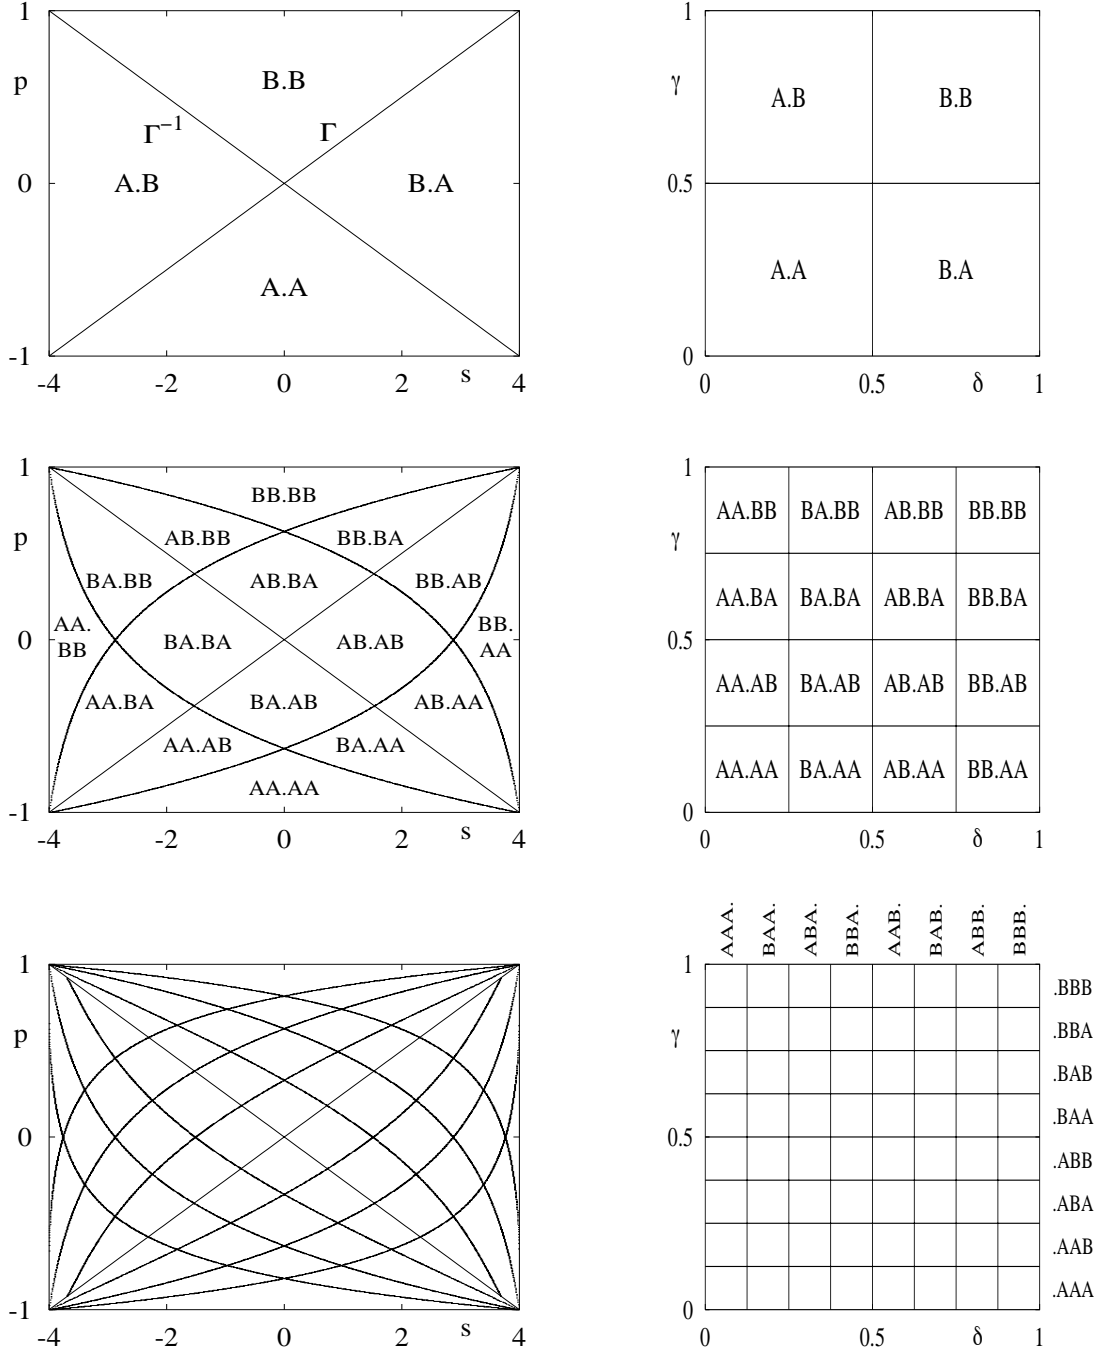 1
p
0
-1
-4
-2
0
2
s
4
B.B
Γ⁻¹
Γ
A.B
B.A
A.A
1
γ
0.5
0
0
0.5
δ
1
A.B
B.B
A.A
B.A
1
p
0
-1
-4
-2
0
2
s
4
BB.BB
AB.BB
BB.BA
BA.BB
AB.BA
BB.AB
AA.
BB
BA.BA
AB.AB
BB.
AA
AA.BA
BA.AB
AB.AA
AA.AB
BA.AA
AA.AA
1
γ
0.5
0
0
0.5
δ
1
AA.BB BA.BB AB.BB BB.BB
AA.BA BA.BA AB.BA BB.BA
AA.AB BA.AB AB.AB BB.AB
AA.AA BA.AA AB.AA BB.AA
1
p
0
-1
-4
-2
0
2
s
4
AAA.
BAA.
ABA.
BBA.
AAB.
BAB.
ABB.
BBB.
1
γ
0.5
0
0
0.5
δ
1
.BBB
.BBA
.BAB
.BAA
.ABB
.ABA
.AAB
.AAA